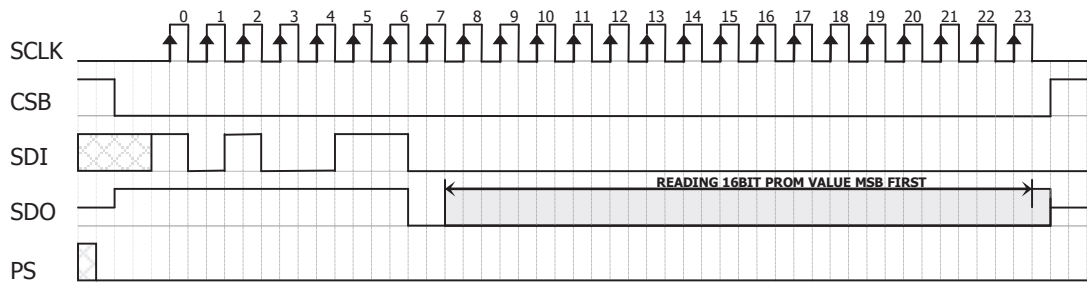 0 1 2 3 4 5 6 7 8 9 10 11 12 13 14 15 16 17 18 19 20 21 22 23
SCLK
CSB
SDI
READING 16BIT PROM VALUE MSB FIRST
SDO
PS